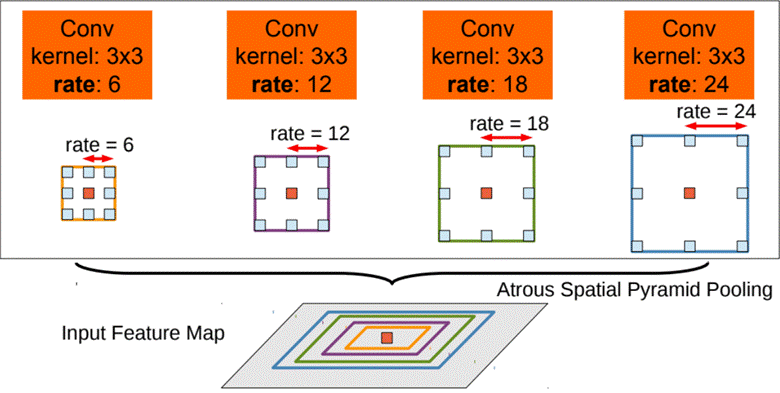 Conv
kernel: 3x3
rate: 6
Conv
kernel: 3x3
rate: 12
Conv
kernel: 3x3
rate: 18
Conv
kernel: 3x3
rate: 24
rate = 6
rate = 12
rate = 18
rate = 24
Atrous Spatial Pyramid Pooling
Input Feature Map